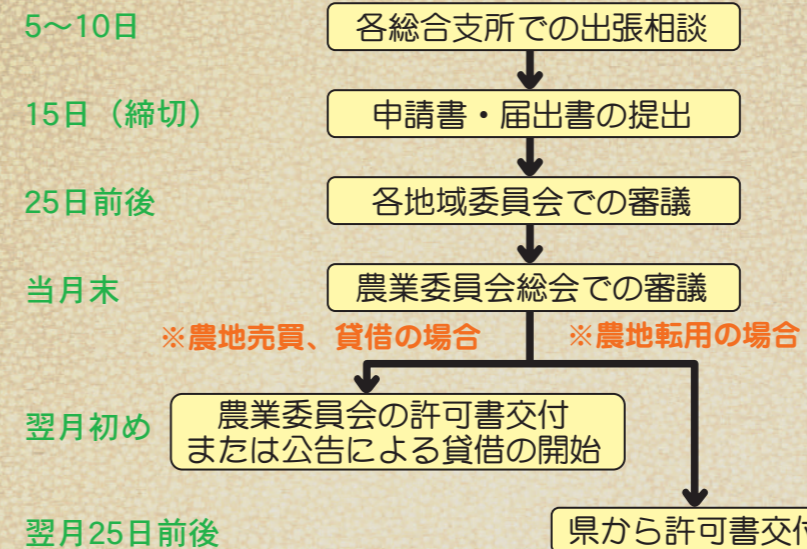 5～10日
各総合支所での出張相談
15日（締切）
申請書・届出書の提出
25日前後
各地域委員会での審議
当月末
農業委員会総会での審議
※農地売買、貸借の場合
※農地転用の場合
翌月初め
農業委員会の許可書交付
または公告による貸借の開始
翌月25日前後
県から許可書交付